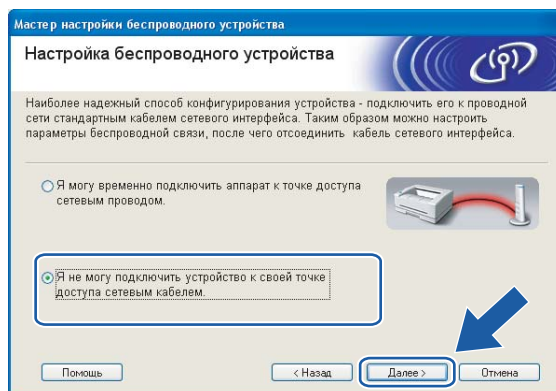 Мастер настройки беспроводного устройства
Настройка беспроводного устройства
Наиболее надежный способ конфигурирования устройства - подключить его к проводной
сети стандартным кабелем сетевого интерфейса. Таким образом можно настроить
параметры беспроводной связи, после чего отсоединить кабель сетевого интерфейса.
Я могу временно подключить аппарат к точке доступа
сетевым проводом.
Я не могу подключить устройство к своей точке
доступа сетевым кабелем.
Помощь
< Назад
Далее >
Отмена